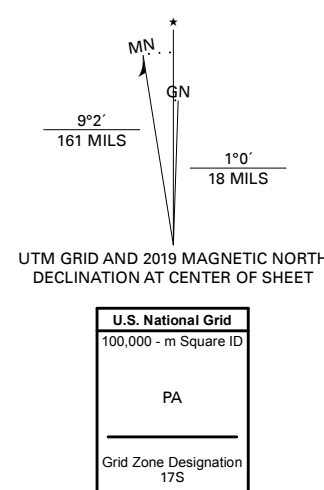 ★
MN
GN
9°2´
161 MILS
1°0´
18 MILS
UTM GRID AND 2019 MAGNETIC NORTH
DECLINATION AT CENTER OF SHEET
U.S. National Grid
100,000 - m Square ID
PA
Grid Zone Designation
17S